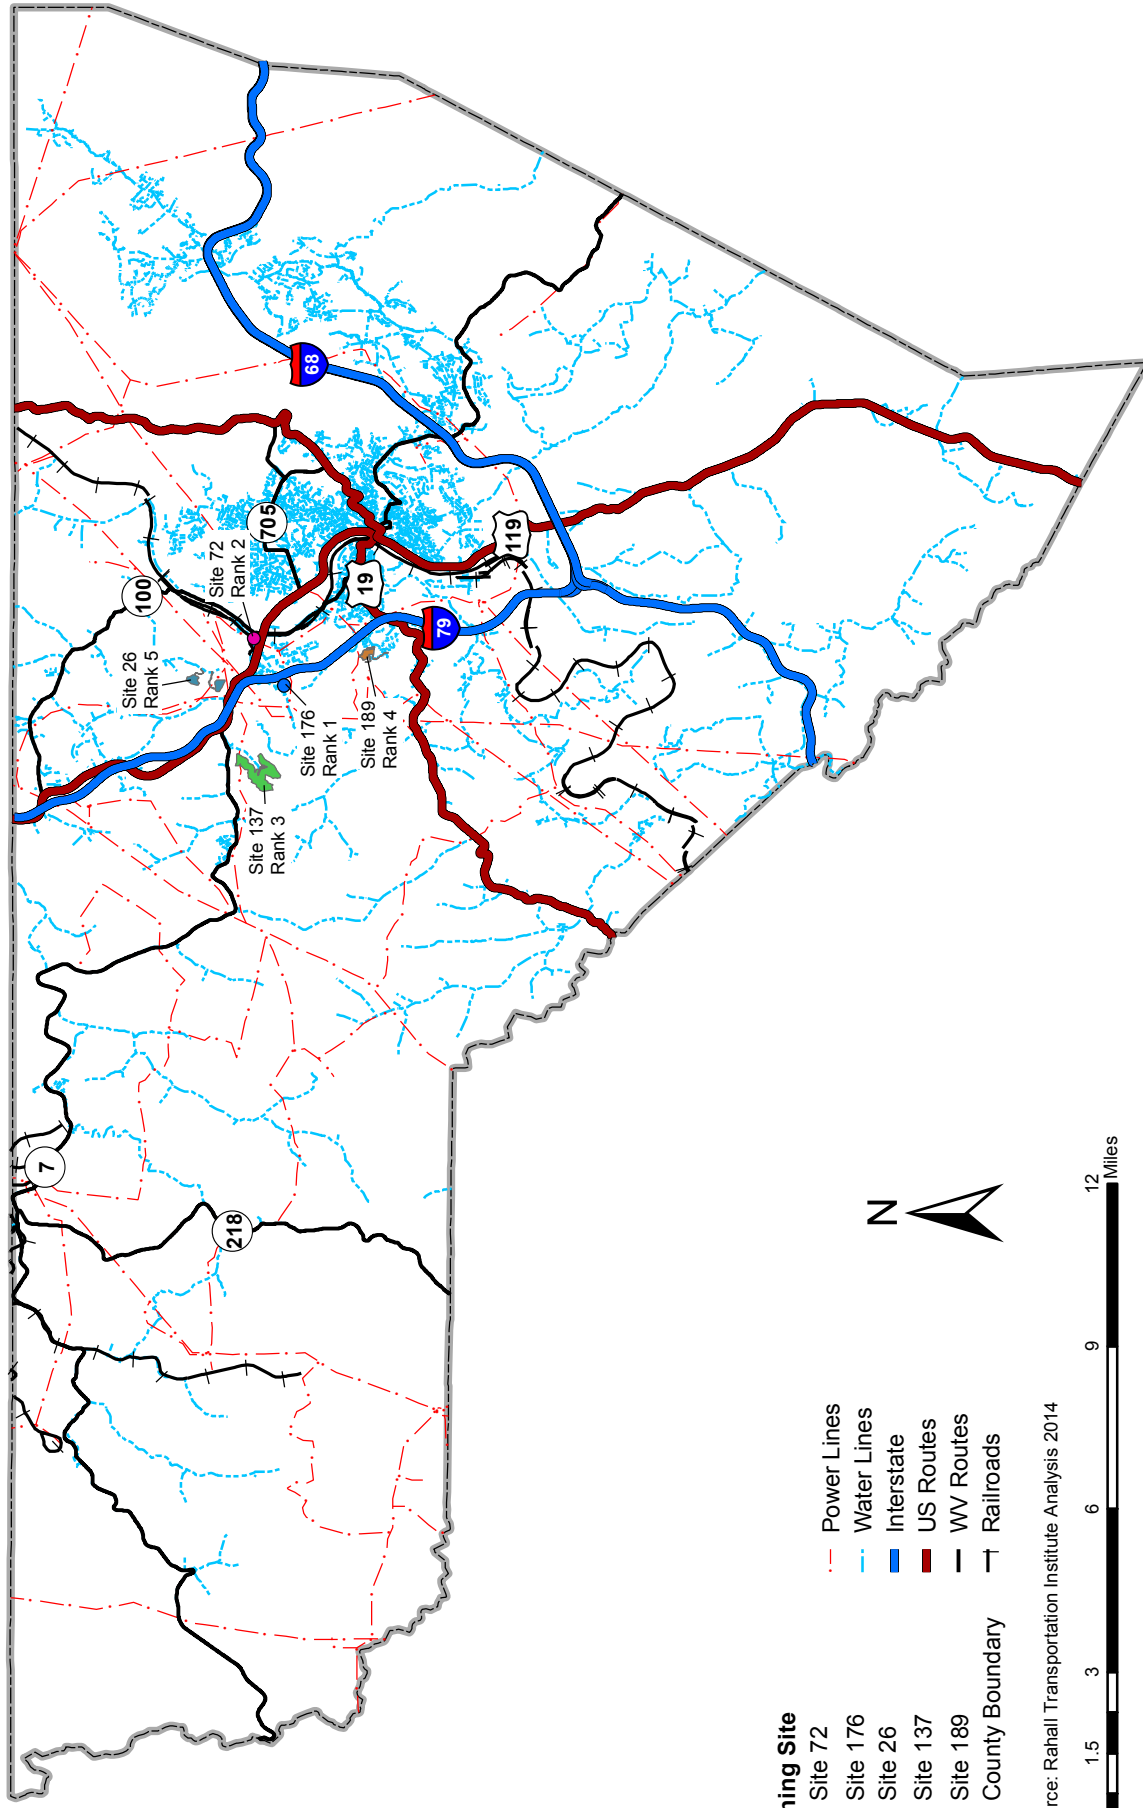 100
Site 72
Rank 2
705
68
Site 26
Rank 5
19
119
79
Site 176
Rank 1
Site 189
Rank 4
Site 137
Rank 3
7
218
N
ning Site
Site 72
Site 176
Site 26
Site 137
Site 189
County Boundary
Power Lines
Water Lines
Interstate
US Routes
WV Routes
Railroads
rce: Rahall Transportation Institute Analysis 2014
1.5 3 6 9 12
Miles